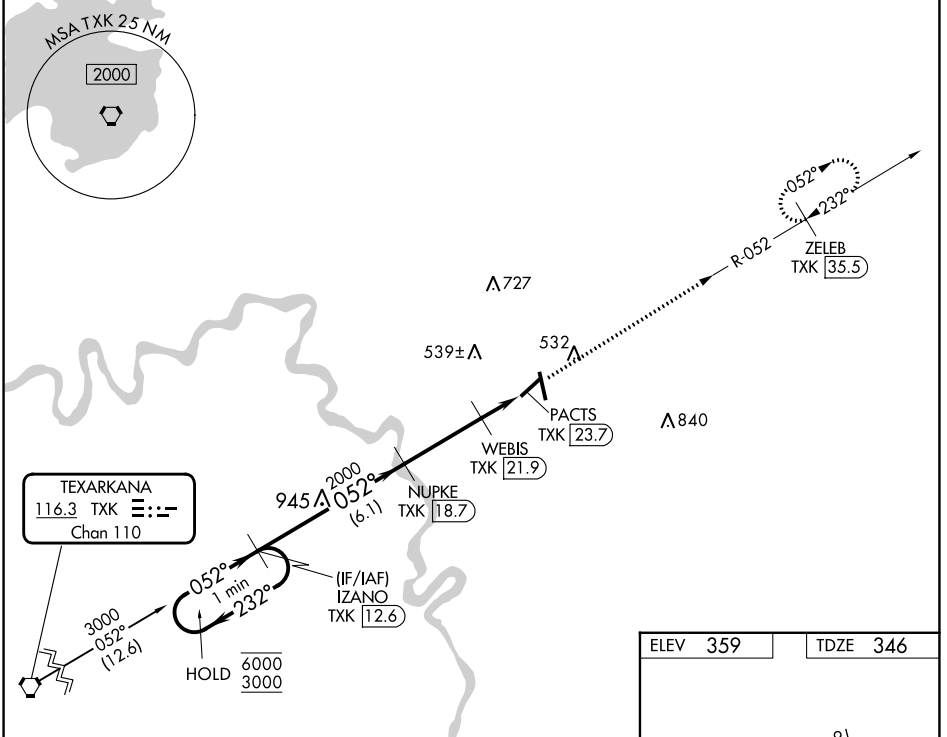 MSA TXK 25 NM
2000
052°
232°
R-052
ZELEB
TXK 35.5
727
539±
532
PACTS
TXK 23.7
840
WEBIS
TXK 21.9
2000
945
052°
(6.1)
NUPKE
TXK 18.7
TEXARKANA
116.3 TXK
Chan 110
052°
1 min
232°
(IF/IAF)
IZANO
TXK 12.6
3000
052°
(12.6)
HOLD
6000
3000
ELEV 359
TDZE 346